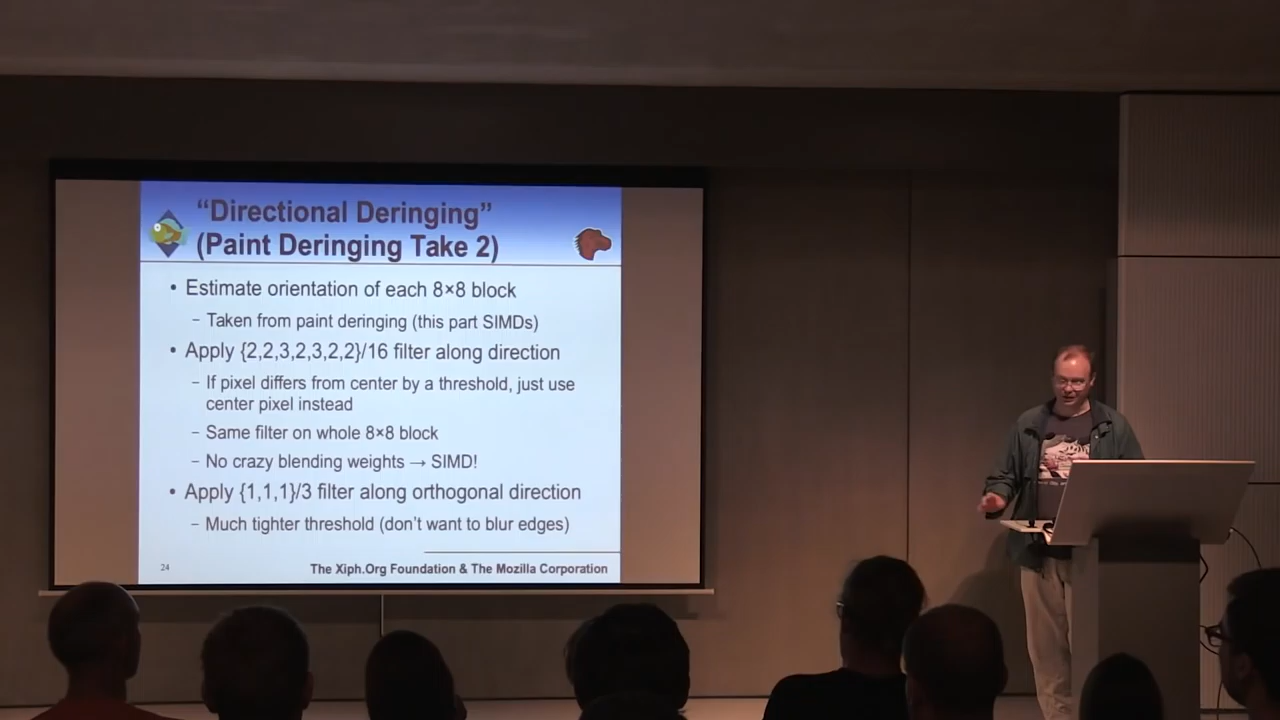 “Directional Deringing”
(Paint Deringing Take 2)
• Estimate orientation of each 8×8 block
– Taken from paint deringing (this part SIMDs)
• Apply {2,2,3,2,3,2,2}/16 filter along direction
– If pixel differs from center by a threshold, just use
center pixel instead
– Same filter on whole 8×8 block
– No crazy blending weights → SIMD!
• Apply {1,1,1}/3 filter along orthogonal direction
– Much tighter threshold (don’t want to blur edges)
24
The Xiph.Org Foundation & The Mozilla Corporation